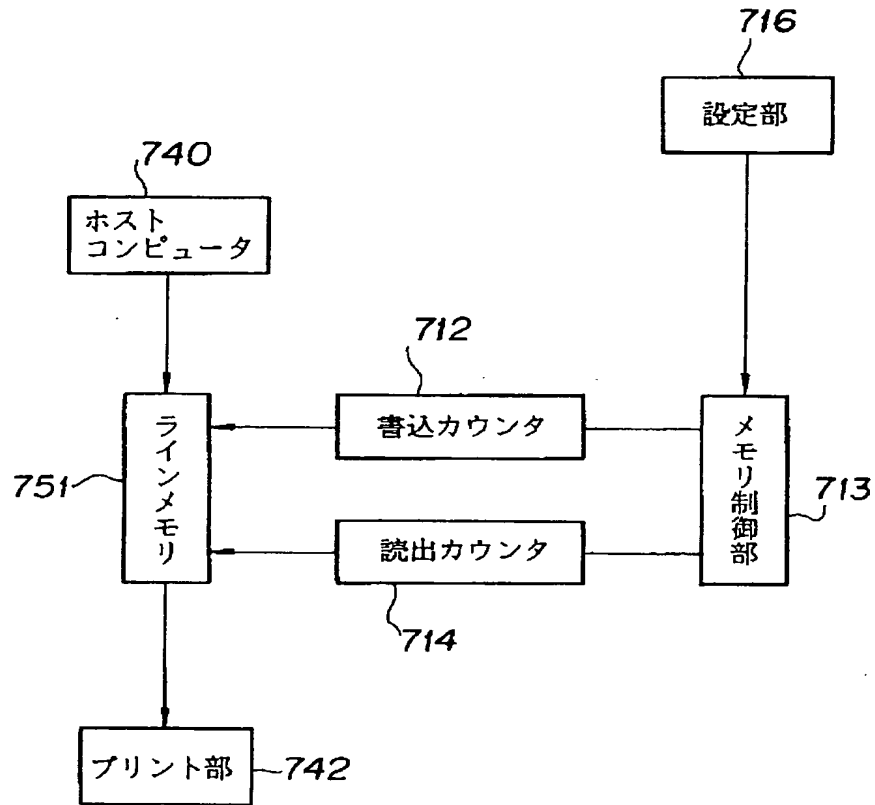 716
設定部
740
ホスト
コンピュータ
712
書込カウンタ
ラインメモリ
751
メモリ制御部
713
読出カウンタ
714
プリント部
742